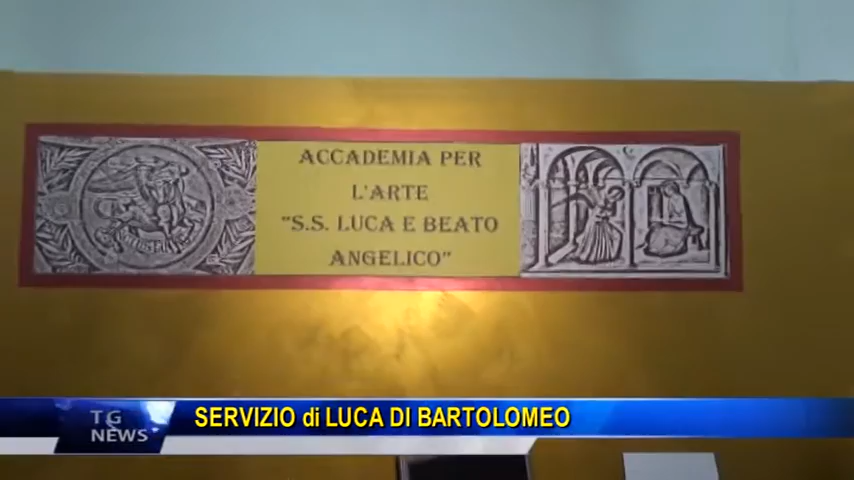 ACCADEMIA PER
L'ARTE
"S.S. LUCA E BEATO
ANGELICO"
TG
NEWS
SERVIZIO di LUCA DI BARTOLOMEO